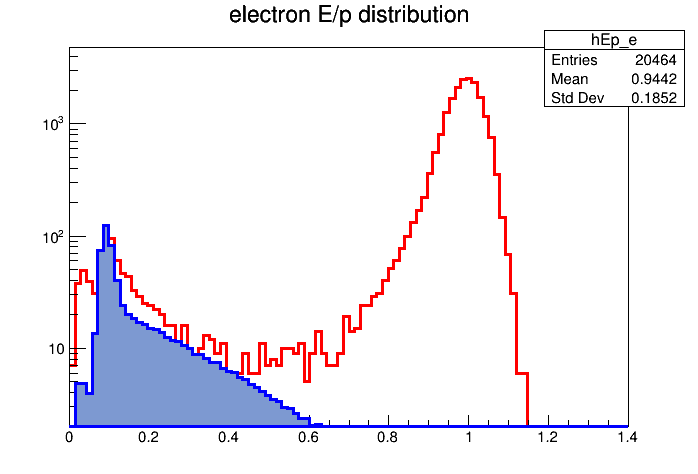 electron E/p distribution
hEp_e
Entries 20464
Mean 0.9442
Std Dev 0.1852
10³
10²
10
0 0.2 0.4 0.6 0.8 1 1.2 1.4